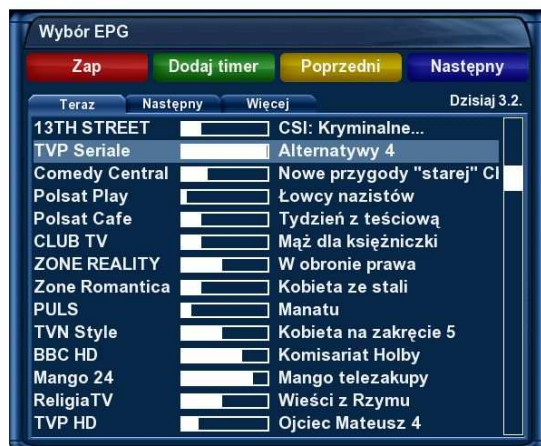 Wybór EPG
Zap Dodaj timer Poprzedni Następny
Teraz Następny Więcej Dzisiaj 3.2.
13TH STREET CSI: Kryminalne...
TVP Seriale Alternatywy 4
Comedy Central Nowe przygody "starej" Cl
Polsat Play Łowcy nazistów
Polsat Cafe Tydzień z teściową
CLUB TV Mąż dla księżniczki
ZONE REALITY W obronie prawa
Zone Romantica Kobieta ze stali
PULS Manatu
TVN Style Kobieta na zakręcie 5
BBC HD Komisariat Holby
Mango 24 Mango telezakupy
ReligiaTV Wieści z Rzymu
TVP HD Ojciec Mateusz 4